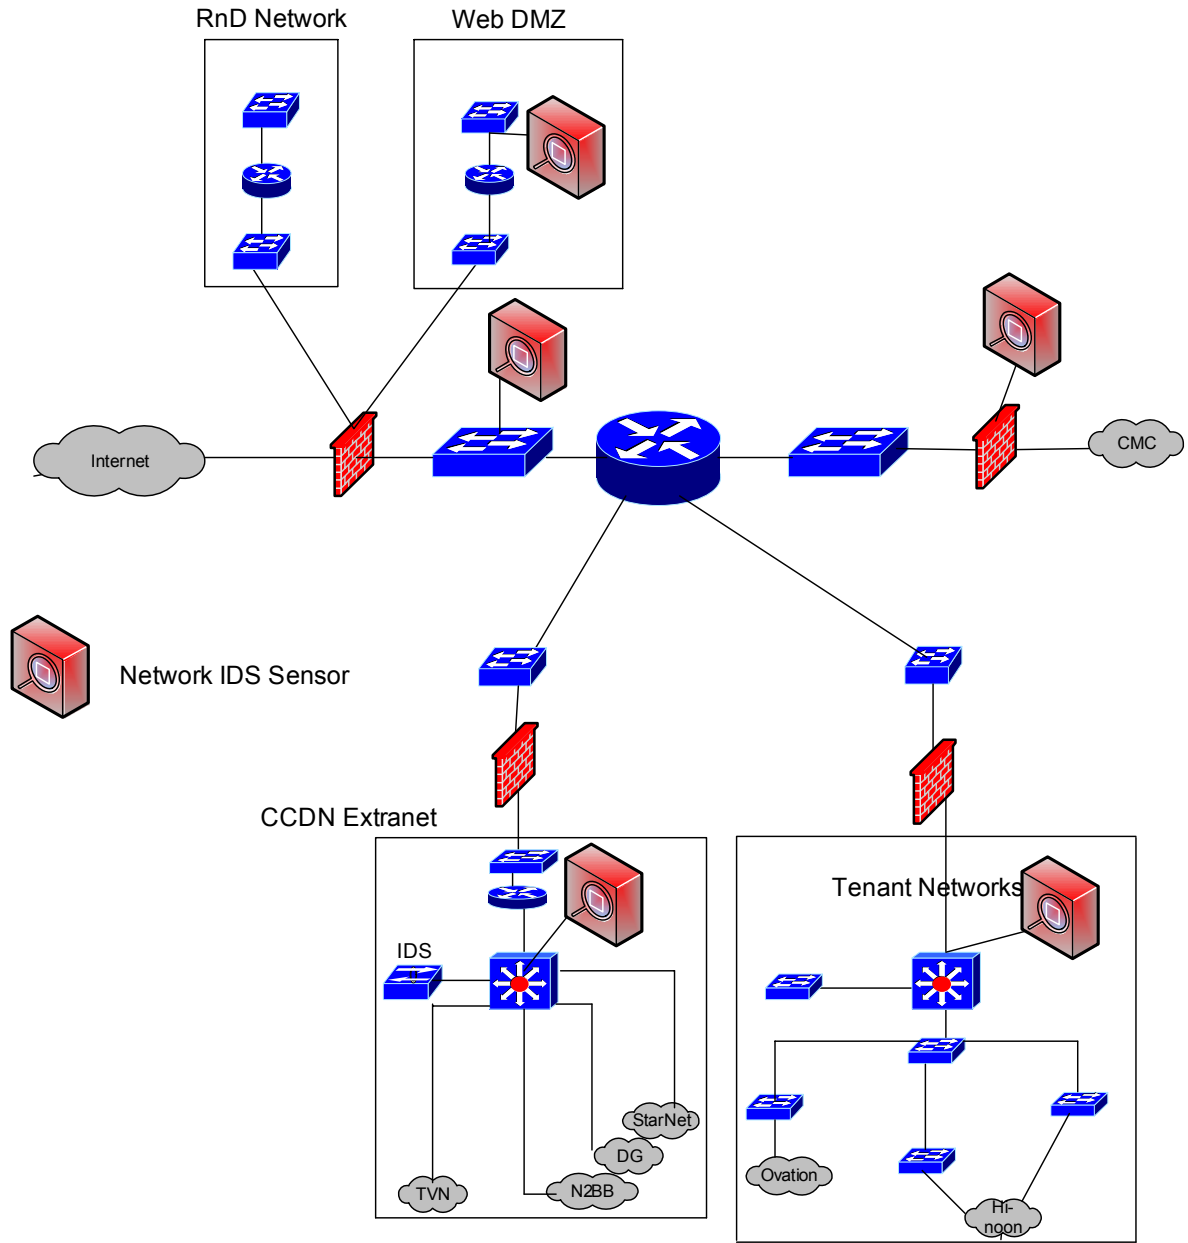 RnD Network
Web DMZ
Internet
CMC
Network IDS Sensor
CCDN Extranet
Tenant Networks
IDS
StarNet
DG
Ovation
TVN
N2BB
Hi-
noon